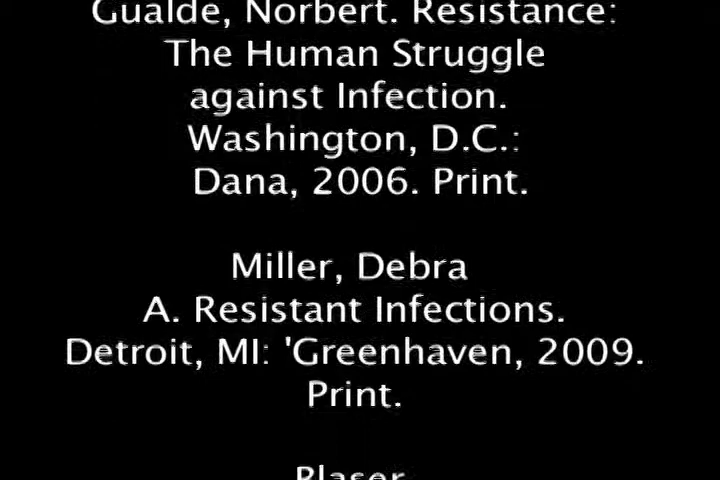 Gualde, Norbert. Resistance:
The Human Struggle
against Infection.
Washington, D.C.:
Dana, 2006. Print.
Miller, Debra
A. Resistant Infections.
Detroit, MI: 'Greenhaven, 2009.
Print.
Blaser